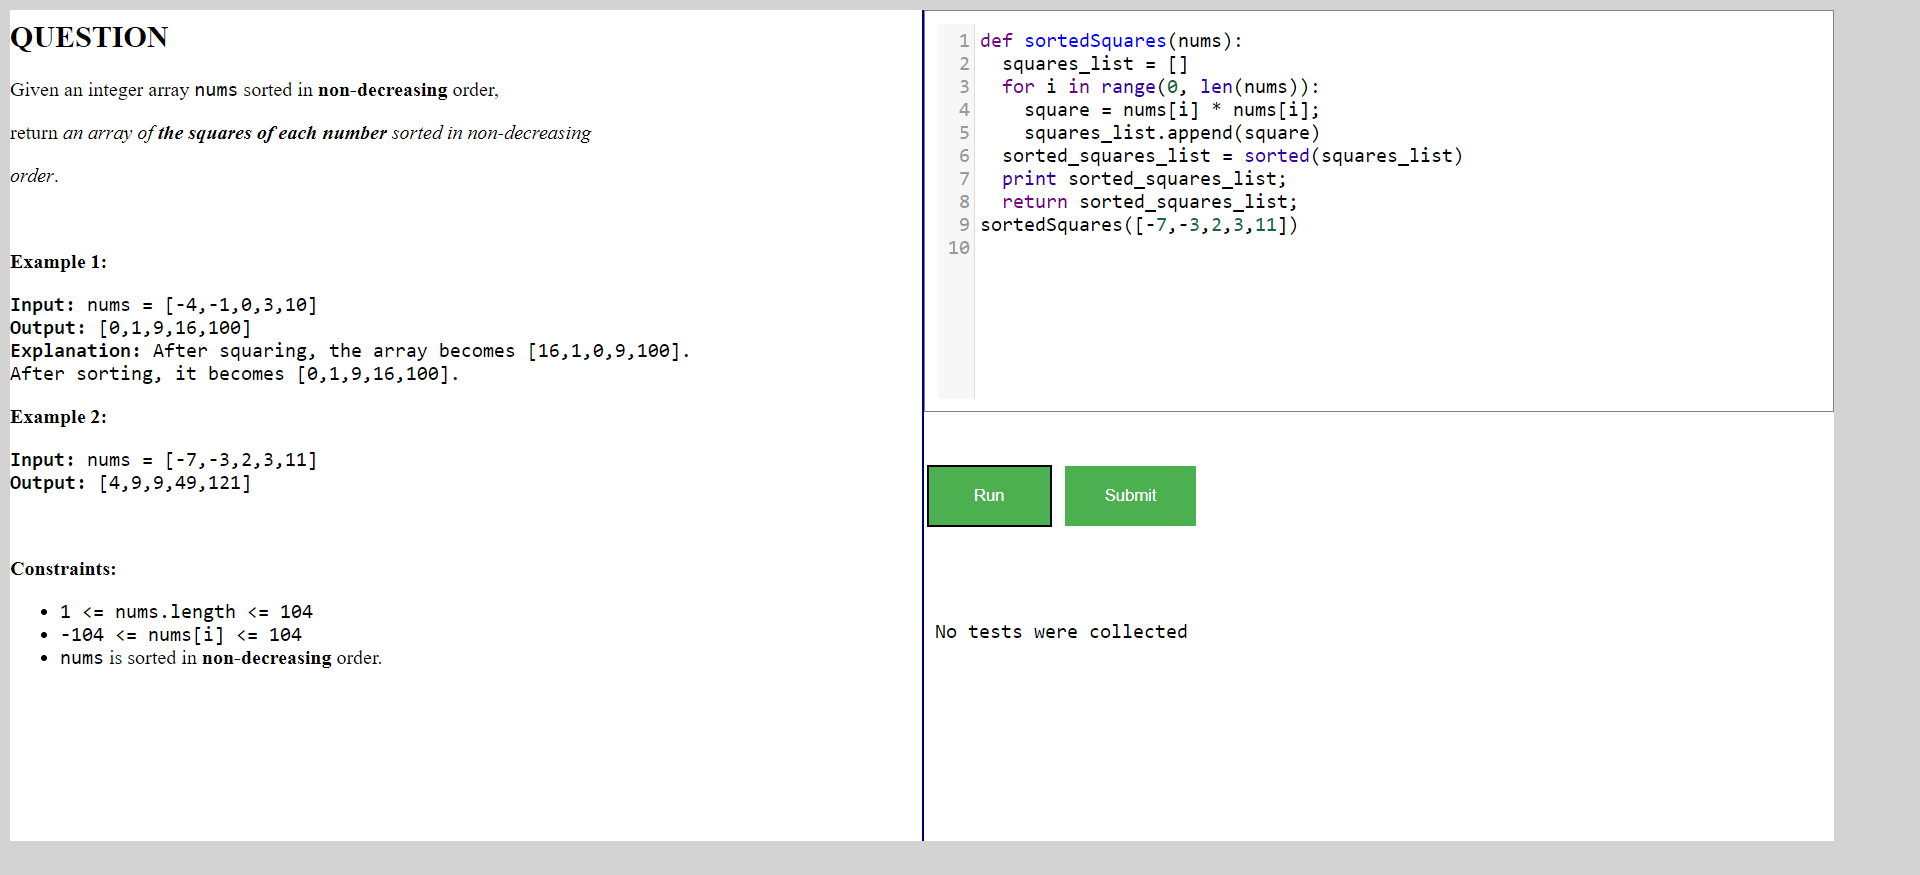 QUESTION
Given an integer array nums sorted in non-decreasing order,
return an array of the squares of each number sorted in non-decreasing
order.
Example 1:
Input: nums = [-4,-1,0,3,10]
Output: [0,1,9,16,100]
Explanation: After squaring, the array becomes [16,1,0,9,100].
After sorting, it becomes [0,1,9,16,100].
Example 2:
Input: nums = [-7,-3,2,3,11]
Output: [4,9,9,49,121]
Constraints:
• 1 <= nums.length <= 104
• -104 <= nums[i] <= 104
• nums is sorted in non-decreasing order.
1 def sortedSquares(nums):
2   squares_list = []
3   for i in range(0, len(nums)):
4     square = nums[i] * nums[i];
5     squares_list.append(square)
6   sorted_squares_list = sorted(squares_list)
7   print sorted_squares_list;
8   return sorted_squares_list;
9 sortedSquares([-7,-3,2,3,11])
10
Run Submit
No tests were collected